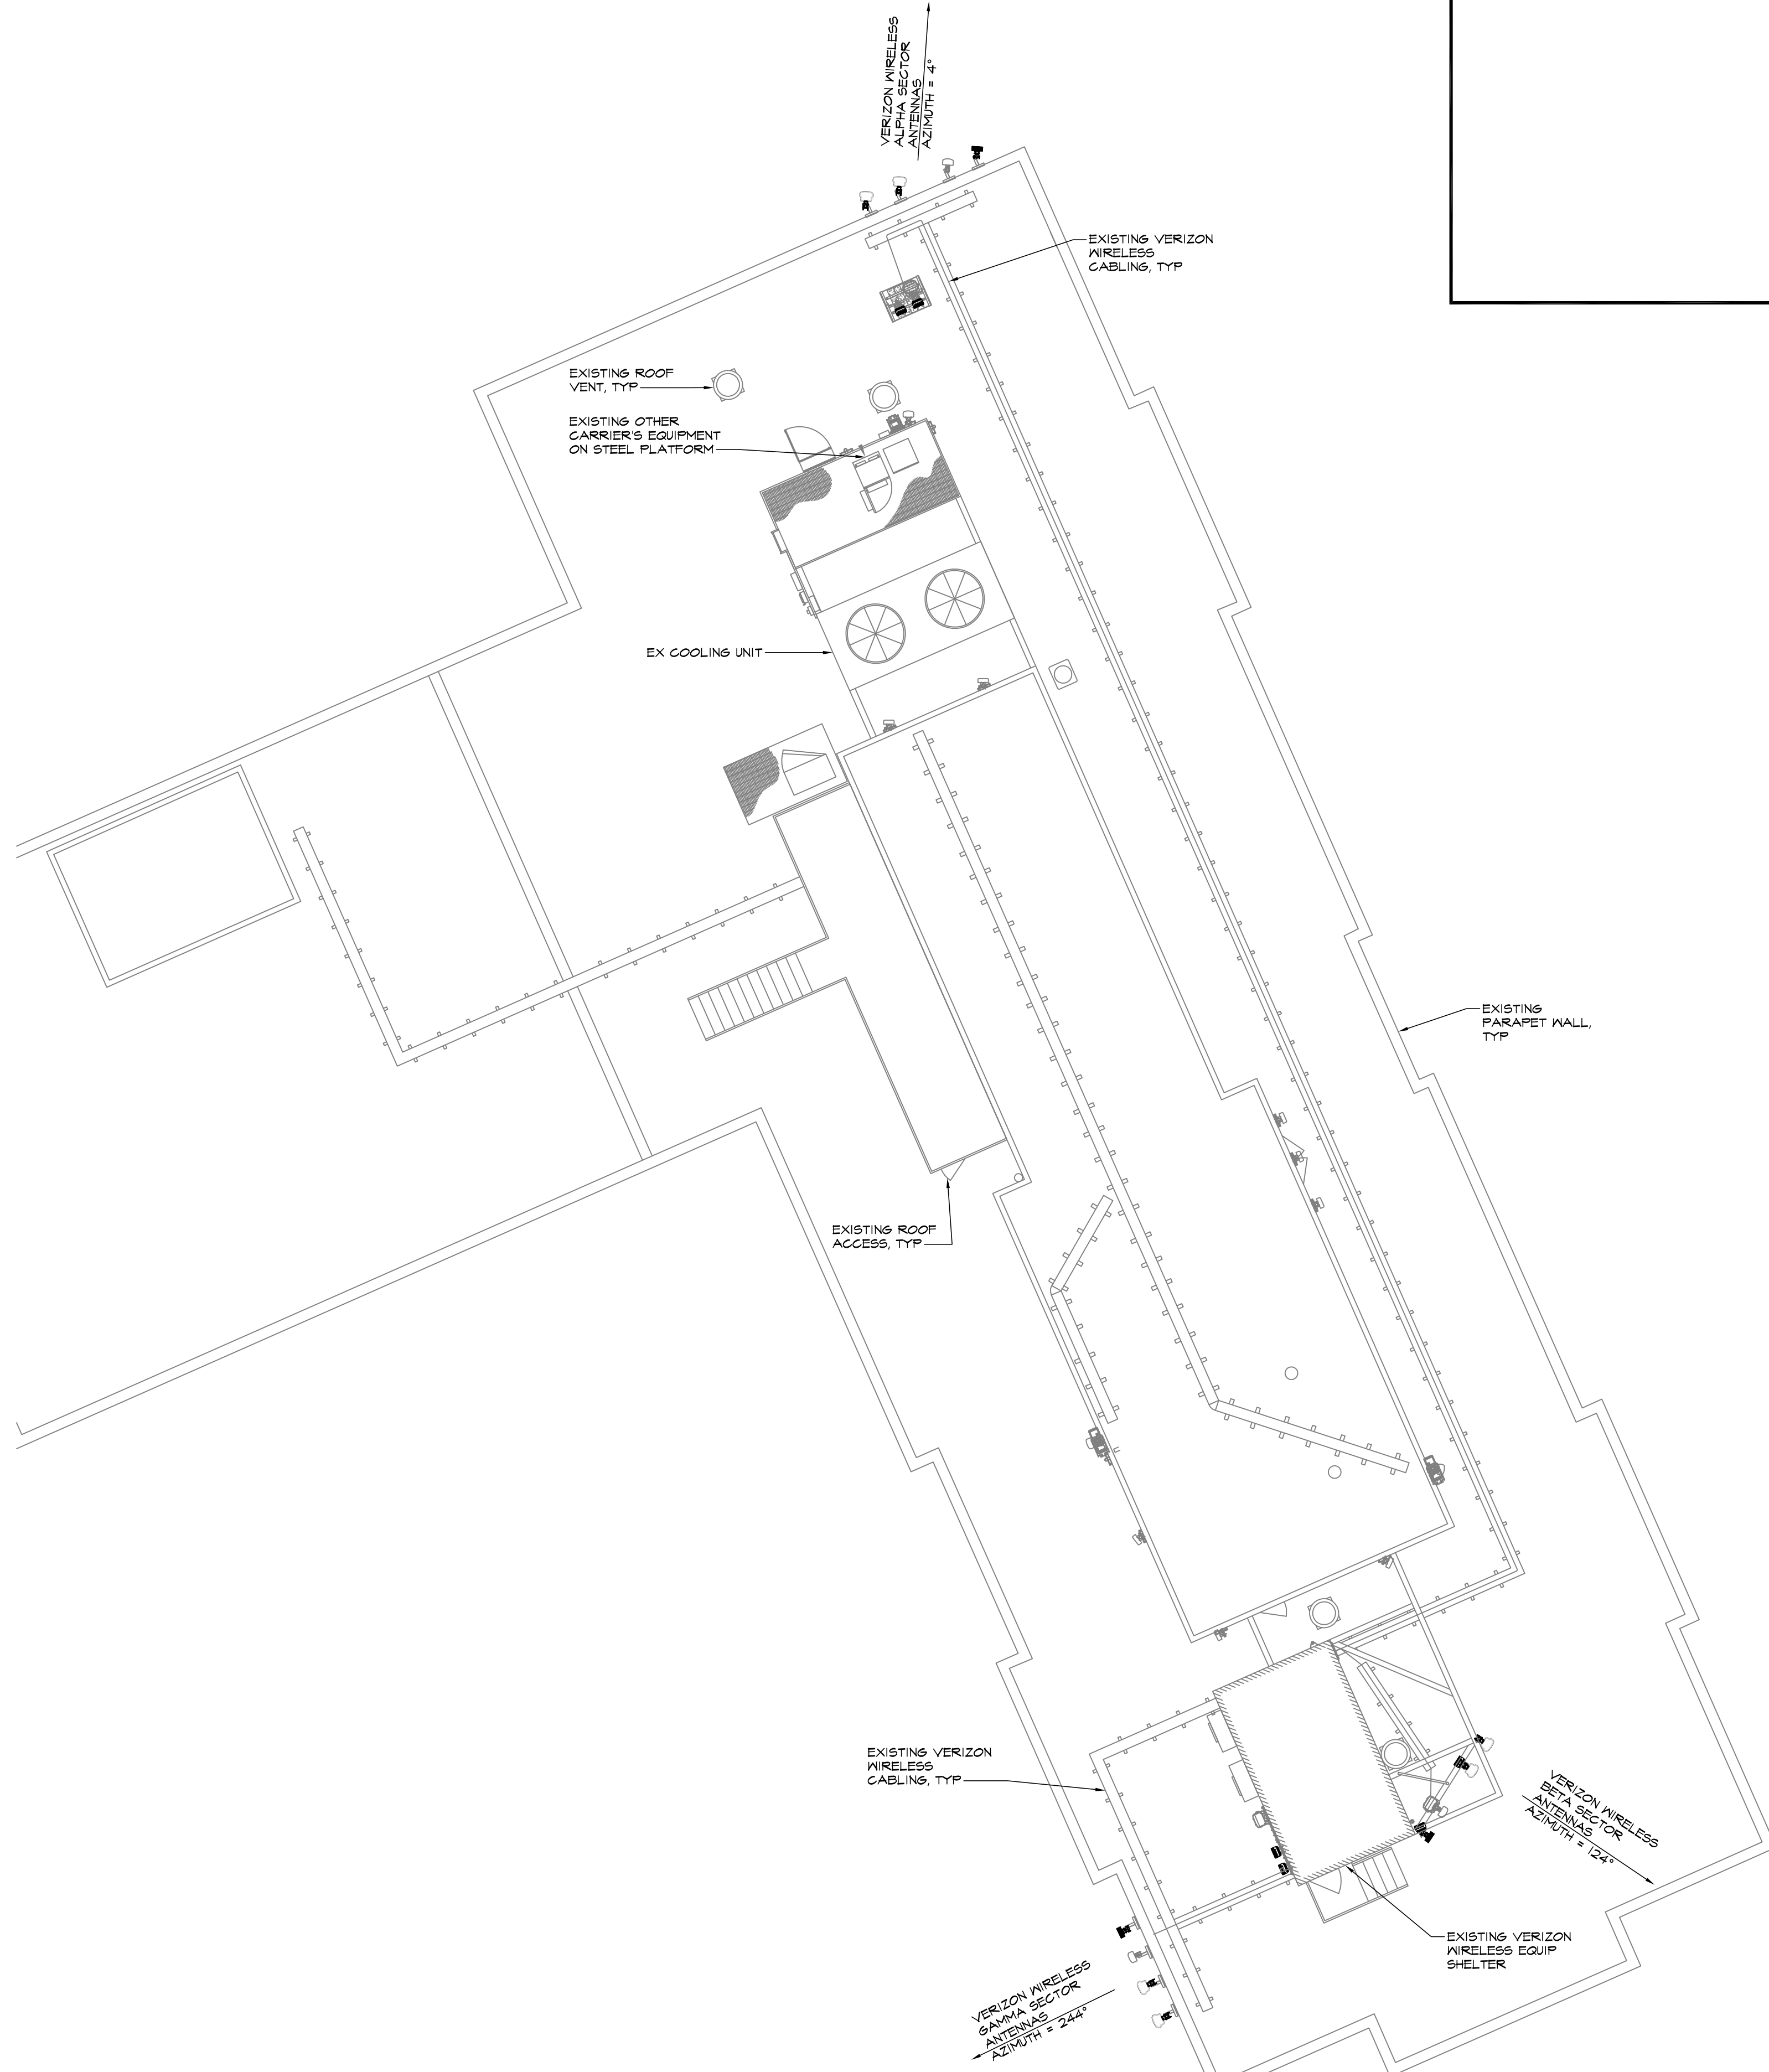 VERIZON WIRELESS
ALPHA SECTOR
ANTENNAS
AZIMUTH = 4°
EXISTING VERIZON
WIRELESS
CABLING, TYP
EXISTING ROOF
VENT, TYP
EXISTING OTHER
CARRIER'S EQUIPMENT
ON STEEL PLATFORM
EX COOLING UNIT
EXISTING
PARAPET WALL,
TYP
EXISTING ROOF
ACCESS, TYP
EXISTING VERIZON
WIRELESS
CABLING, TYP
VERIZON WIRELESS
BETA SECTOR
ANTENNAS
AZIMUTH = 124°
EXISTING VERIZON
WIRELESS EQUIP
SHELTER
VERIZON WIRELESS
GAMMA SECTOR
ANTENNAS
AZIMUTH = 244°